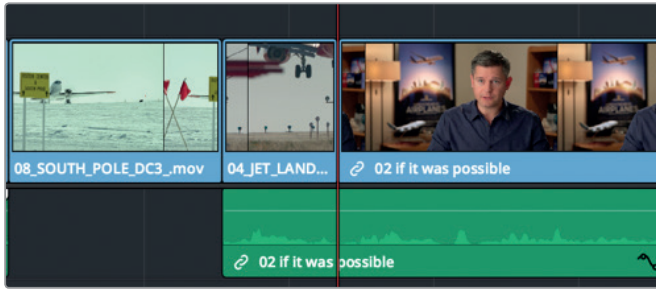 08_SOUTH_POLE_DC3_.mov
04_JET_LAND...
02 if it was possible
02 if it was possible